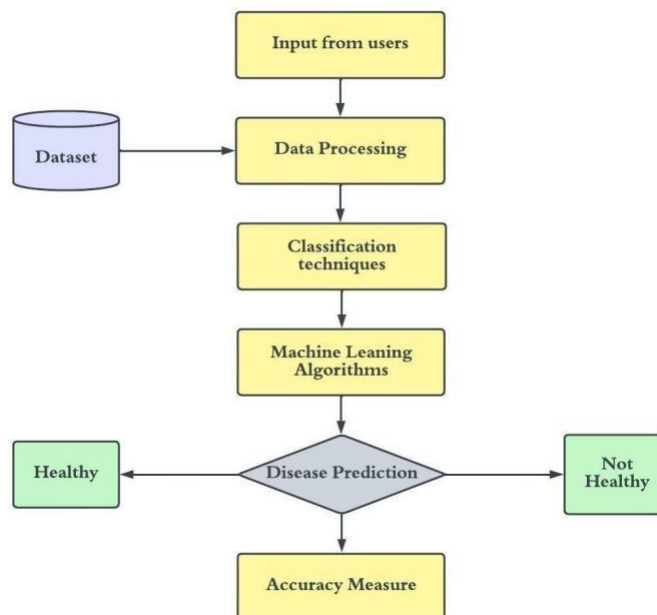 Input from users
Dataset
Data Processing
Classification
techniques
Machine Leaning
Algorithms
Healthy
Disease Prediction
Not
Healthy
Accuracy Measure